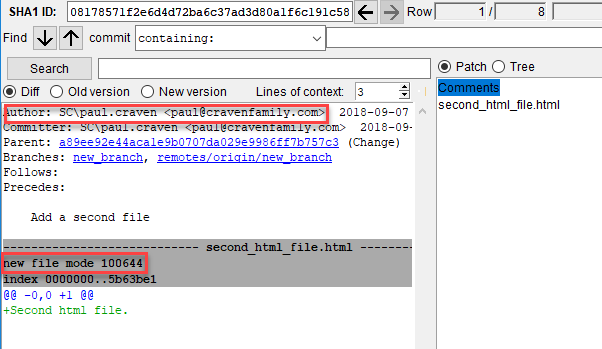 SHA1 ID: 08178571f2e6d4d72ba6c37ad3d80a1f6c191c58 Row 1 / 8
Find commit containing:
Search
Diff Old version New version Lines of context: 3
Patch Tree
Comments
second_html_file.html
Author: SC\paul.craven <paul@cravenfamily.com> 2018-09-07
Committer: SC\paul.craven <paul@cravenfamily.com> 2018-09-
Parent: a89ee92e44aca1e9b0707da029e9986ff7b757c3 (Change)
Branches: new_branch, remotes/origin/new_branch
Follows:
Precedes:
Add a second file
---------------------------- second_html_file.html --------
new file mode 100644
index 0000000..5b63be1
@@ -0,0 +1 @@
+Second html file.